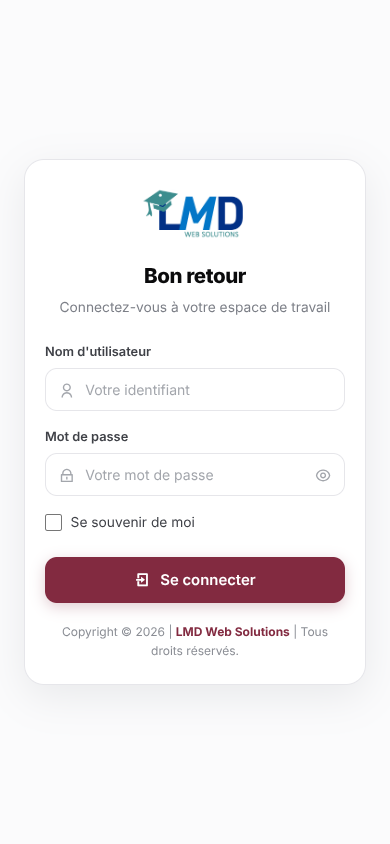 LMD
WEB SOLUTIONS
Bon retour
Connectez-vous à votre espace de travail
Nom d'utilisateur
Votre identifiant
Mot de passe
Votre mot de passe
Se souvenir de moi
Se connecter
Copyright © 2026 | LMD Web Solutions | Tous
droits réservés.